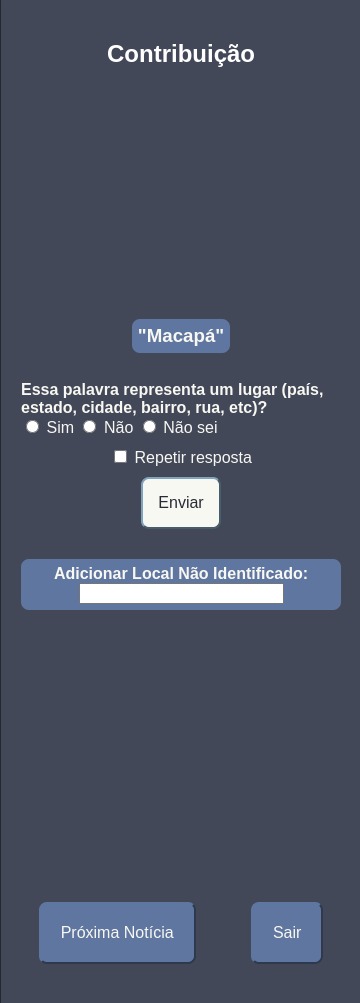 Contribuição
"Macapá"
Essa palavra representa um lugar (país,
estado, cidade, bairro, rua, etc)?
Sim Não Não sei
Repetir resposta
Enviar
Adicionar Local Não Identificado:
Próxima Notícia Sair